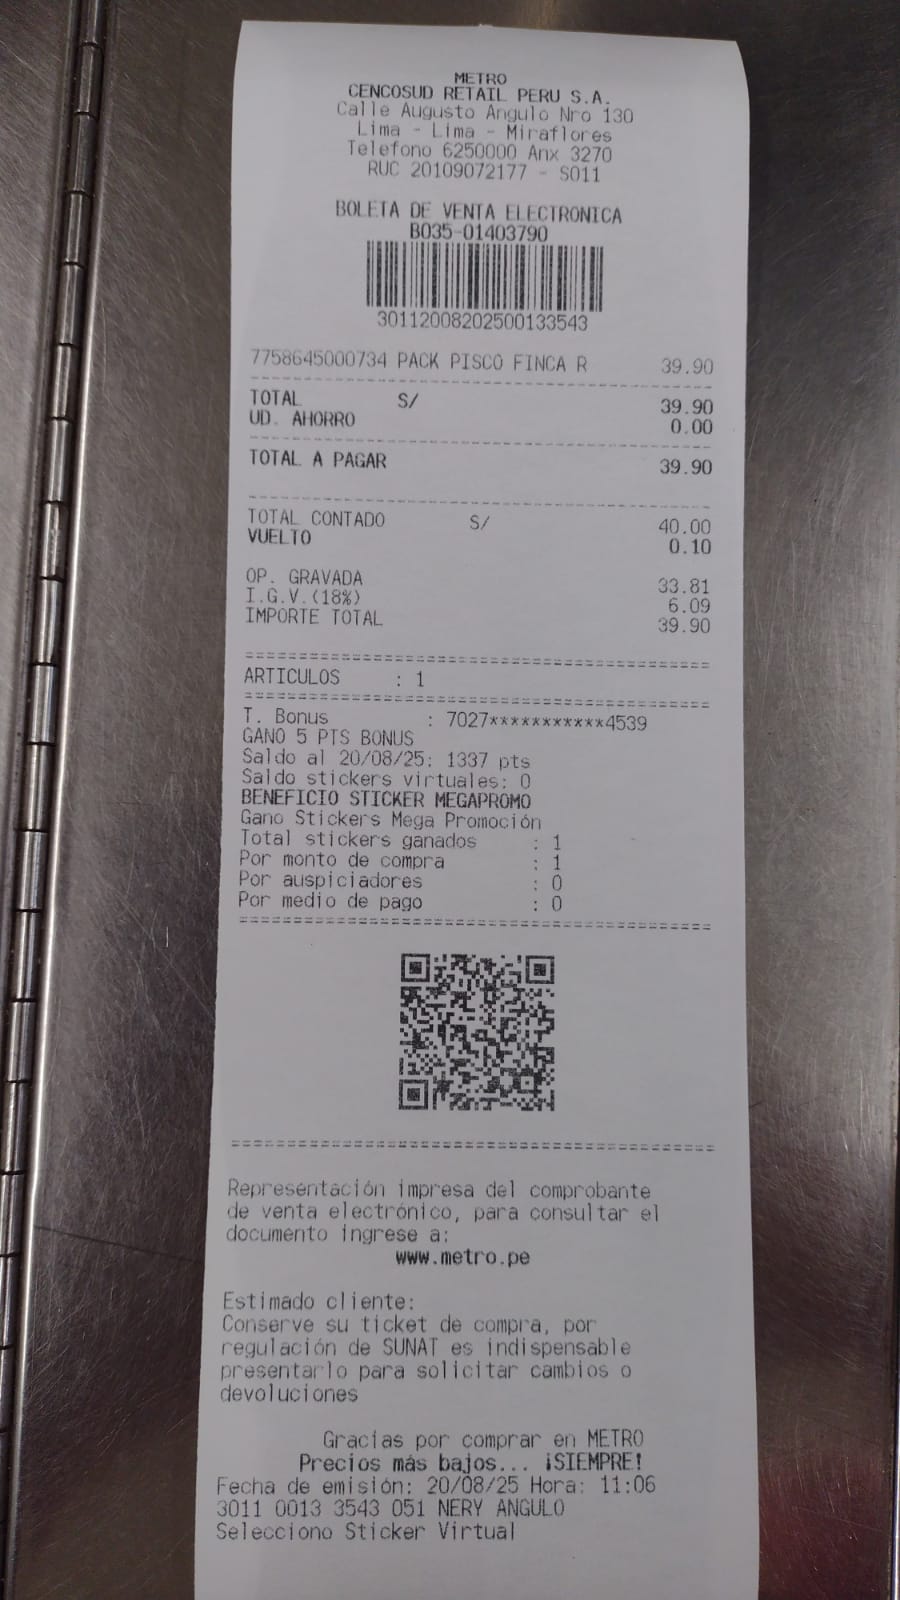 METRO
CENCOSUD RETAIL PERU S.A.
Calle Augusto Angulo Nro 130
Lima - Lima - Miraflores
Telefono 6250000 Anx 3270
RUC 20109072177 - S011
BOLETA DE VENTA ELECTRONICA
B035-01403790
30112008202500133543
7758645000734 PACK PISCO FINCA R 39.90
TOTAL S/ 39.90
UD. AHORRO 0.00
TOTAL A PAGAR 39.90
TOTAL CONTADO S/ 40.00
VUELTO 0.10
OP. GRAVADA 33.81
I.G.V.(18%) 6.09
IMPORTE TOTAL 39.90
ARTICULOS : 1
T. Bonus : 7027***********4539
GANO 5 PTS BONUS
Saldo al 20/08/25: 1337 pts
Saldo stickers virtuales: 0
BENEFICIO STICKER MEGAPROMO
Gano Stickers Mega Promoción
Total stickers ganados : 1
Por monto de compra : 1
Por auspiciadores : 0
Por medio de pago : 0
Representación impresa del comprobante
de venta electrónico, para consultar el
documento ingrese a:
www.metro.pe
Estimado cliente:
Conserve su ticket de compra, por
regulación de SUNAT es indispensable
presentarlo para solicitar cambios o
devoluciones
Gracias por comprar en METRO
Precios más bajos... ¡SIEMPRE!
Fecha de emisión: 20/08/25 Hora: 11:06
3011 0013 3543 051 NERY ANGULO
Selecciono Sticker Virtual